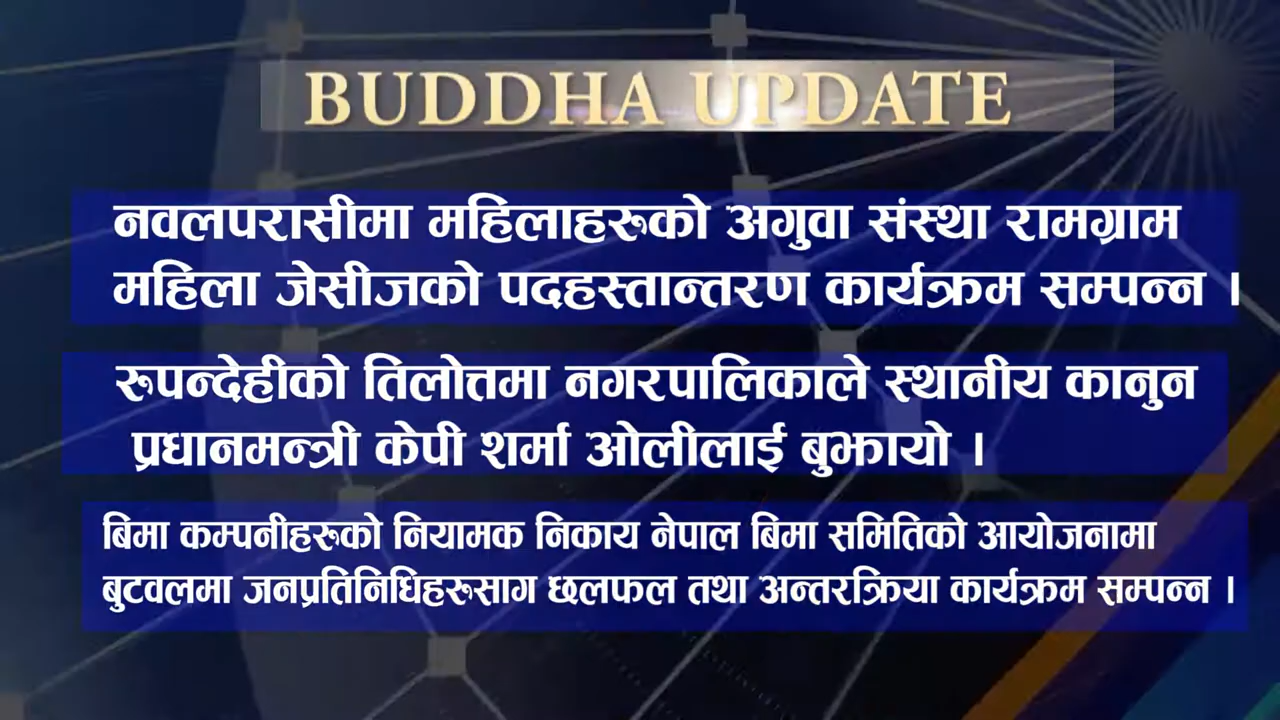 BUDDHA UPDATE
नवलपरासीमा महिलाहरुको अगुवा संस्था रामग्राम
महिला जेसीजको पदहस्तान्तरण कार्यक्रम सम्पन्न ।
रुपन्देहीको तिलोत्तमा नगरपालिकाले स्थानीय कानुन
प्रधानमन्त्री केपी शर्मा ओलीलाई बुझायो ।
बिमा कम्पनीहरुको नियामक निकाय नेपाल बिमा समितिको आयोजनामा
बुटवलमा जनप्रतिनिधिहरुसाग छलफल तथा अन्तरक्रिया कार्यक्रम सम्पन्न ।